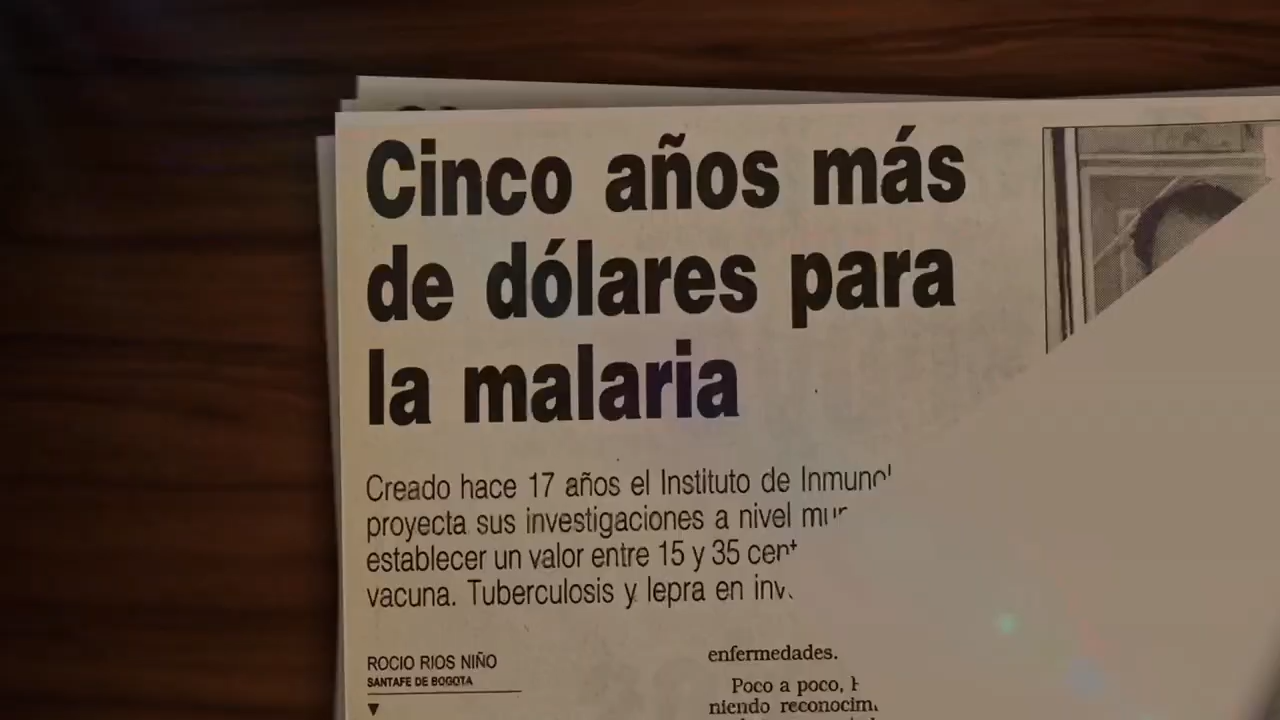 Cinco años más
de dólares para
la malaria
Creado hace 17 años el Instituto de
proyecta sus investigaciones a nivel
establecer un valor entre 15 y 35
vacuna. Tuberculosis y lepra en
ROCIO RIOS NIÑO
SANTAFE DE BOGOTA
enfermedades.
Poco a poco,
niendo